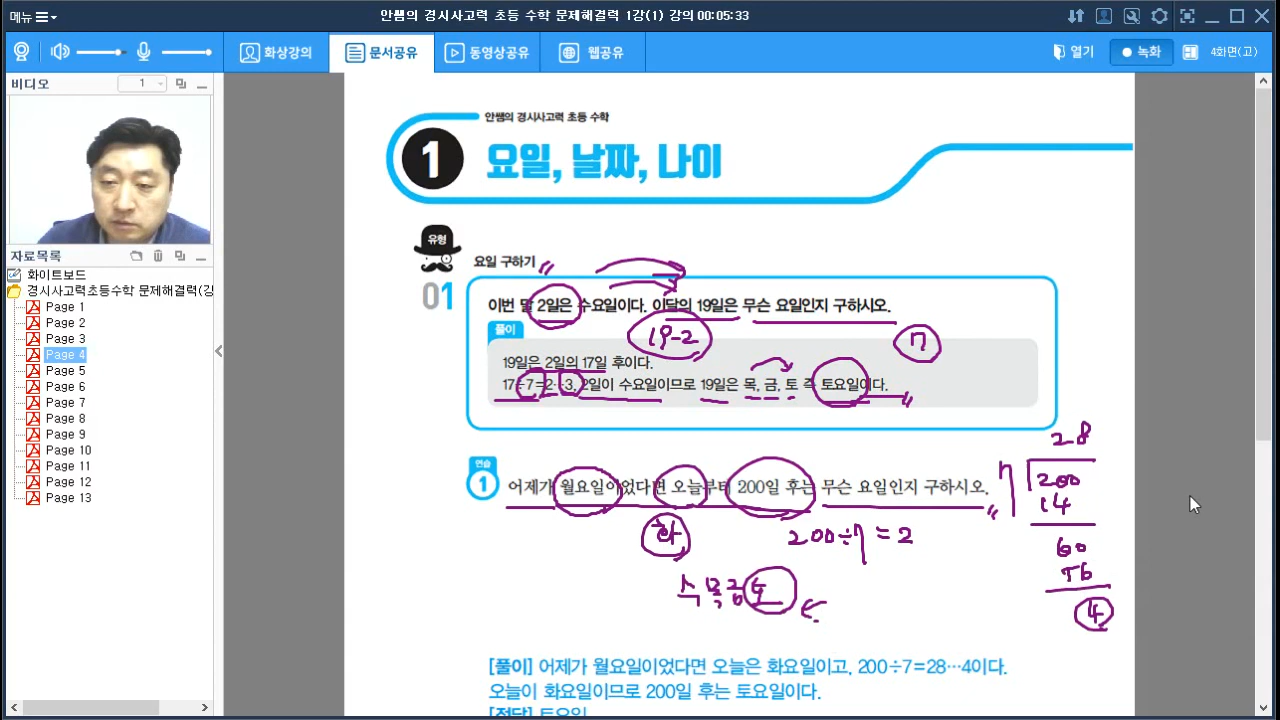 메뉴 안쌤의 경시사고력 초등 수학 문제해결력 1강(1) 강의 00:05:33
화상강의 문서공유 동영상공유 웹공유 열기 녹화 4화면(고)
비디오 1
자료목록
화이트보드
경시사고력초등수학 문제해결력(강
Page 1
Page 2
Page 3
Page 4
Page 5
Page 6
Page 7
Page 8
Page 9
Page 10
Page 11
Page 12
Page 13
안쌤의 경시사고력 초등 수학
1 요일, 날짜, 나이
유형
01
요일 구하기
이번 달 2일은 수요일이다. 이달의 19일은 무슨 요일인지 구하시오.
19-2
7
풀이
19일은 2일의 17일 후이다.
17÷7=2…3, 2일이 수요일이므로 19일은 목, 금, 토 즉 토요일이다.
연습
1
어제가 월요일이었다면 오늘부터 200일 후는 무슨 요일인지 구하시오.
화
200÷7=2
수 목 금 토
28
7 200
14
60
56
4
[풀이] 어제가 월요일이었다면 오늘은 화요일이고, 200÷7=28…4이다.
오늘이 화요일이므로 200일 후는 토요일이다.
[정답] 토요일